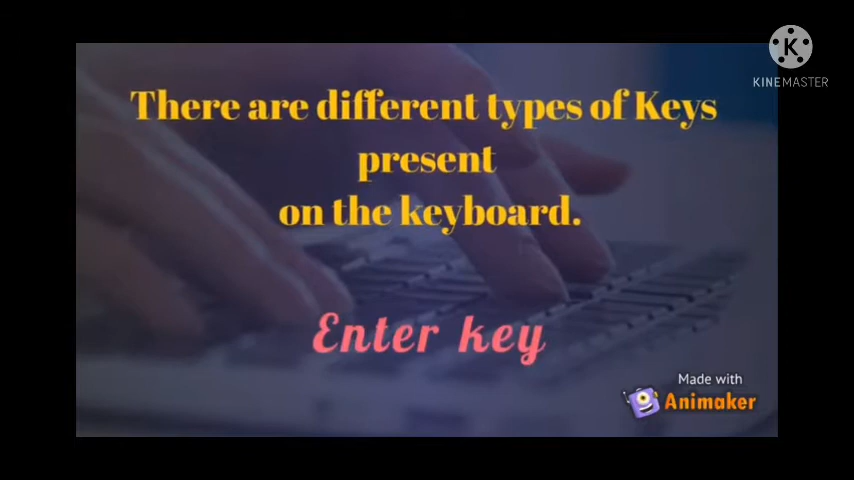 K
KINEMASTER
There are different types of Keys
present
on the keyboard.
Enter key
Made with
Animaker